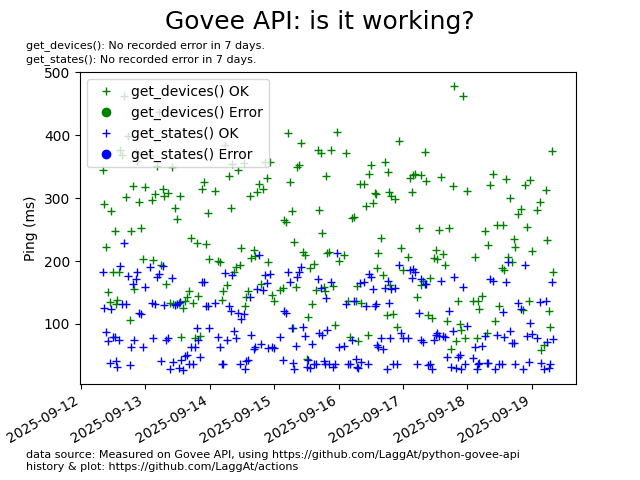 Govee API: is it working?
get_devices(): No recorded error in 7 days.
get_states(): No recorded error in 7 days.
get_devices() OK
get_devices() Error
get_states() OK
get_states() Error
Ping (ms)
500
400
300
200
100
2025-09-12
2025-09-13
2025-09-14
2025-09-15
2025-09-16
2025-09-17
2025-09-18
2025-09-19
data source: Measured on Govee API, using https://github.com/LaggAt/python-govee-api
history & plot: https://github.com/LaggAt/actions